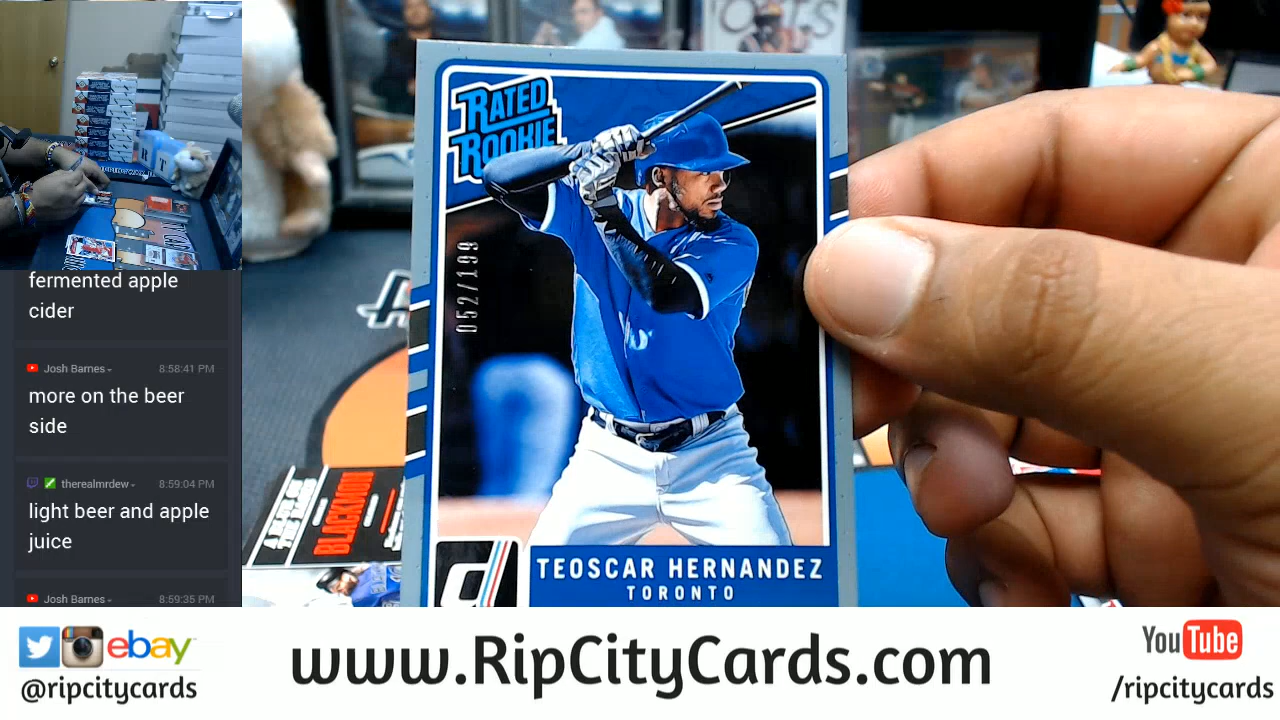 fermented apple
cider
Josh Barnes
8:58:41 PM
more on the beer
side
therealmrdew
8:59:04 PM
light beer and apple
juice
Josh Barnes
8:59:35 PM
RATED
ROOKIE
052/199
TEOSCAR HERNANDEZ
TORONTO
BLACKMON
ebay
@ripcitycards
www.RipCityCards.com
YouTube
/ripcitycards